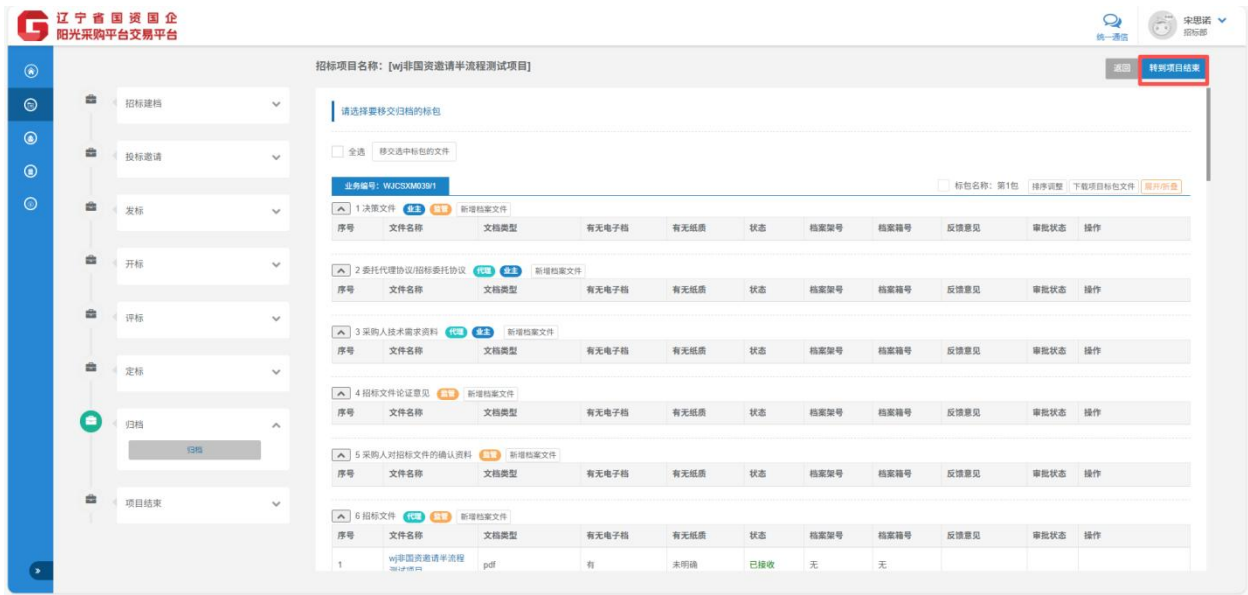 辽宁省国资国企
阳光采购平台交易平台
统一通信
宋思诺
招标部
招标项目名称：[wj非国资邀请半流程测试项目]
返回 转到项目结束
招标建档
投标邀请
发标
开标
评标
定标
归档
归档
项目结束
请选择要移交归档的标包
全选 移交选中标包的文件
业务编号：WJCSXM039/1 标包名称：第1包 排序调整 下载项目标包文件 展开/折叠
1 决策文件 业主 监管 新增档案文件
序号 文件名称 文档类型 有无电子档 有无纸质 状态 档案架号 档案箱号 反馈意见 审批状态 操作
2 委托代理协议/招标委托协议 代理 业主 新增档案文件
序号 文件名称 文档类型 有无电子档 有无纸质 状态 档案架号 档案箱号 反馈意见 审批状态 操作
3 采购人技术需求资料 代理 业主 新增档案文件
序号 文件名称 文档类型 有无电子档 有无纸质 状态 档案架号 档案箱号 反馈意见 审批状态 操作
4 招标文件论证意见 监管 新增档案文件
序号 文件名称 文档类型 有无电子档 有无纸质 状态 档案架号 档案箱号 反馈意见 审批状态 操作
5 采购人对招标文件的确认资料 监管 新增档案文件
序号 文件名称 文档类型 有无电子档 有无纸质 状态 档案架号 档案箱号 反馈意见 审批状态 操作
6 招标文件 代理 监管 新增档案文件
序号 文件名称 文档类型 有无电子档 有无纸质 状态 档案架号 档案箱号 反馈意见 审批状态 操作
1 wj非国资邀请半流程 pdf 有 未明确 已接收 无 无
测试项目